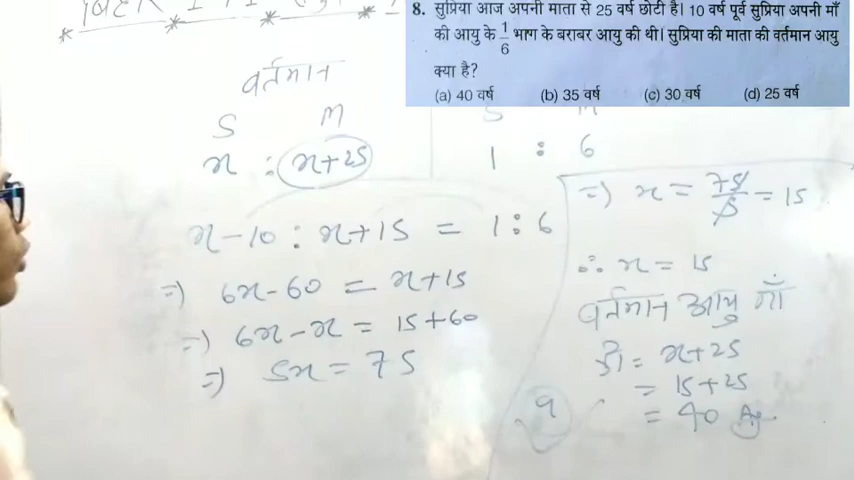 8. सुप्रिया आज अपनी माता से 25 वर्ष छोटी है। 10 वर्ष पूर्व सुप्रिया अपनी माँ
की आयु के 1/6 भाग के बराबर आयु की थी। सुप्रिया की माता की वर्तमान आयु
क्या है?
(a) 40 वर्ष (b) 35 वर्ष (c) 30 वर्ष (d) 25 वर्ष
वर्तमान
S M
x : x+25
1 : 6
x-10 : x+15 = 1:6
=> 6x-60 = x+15
=> 6x-x = 15+60
=> 5x = 75
=> x = 75/5 = 15
∴ x = 15
वर्तमान आयु माँ
की = x+25
= 15+25
= 40 Ans
a